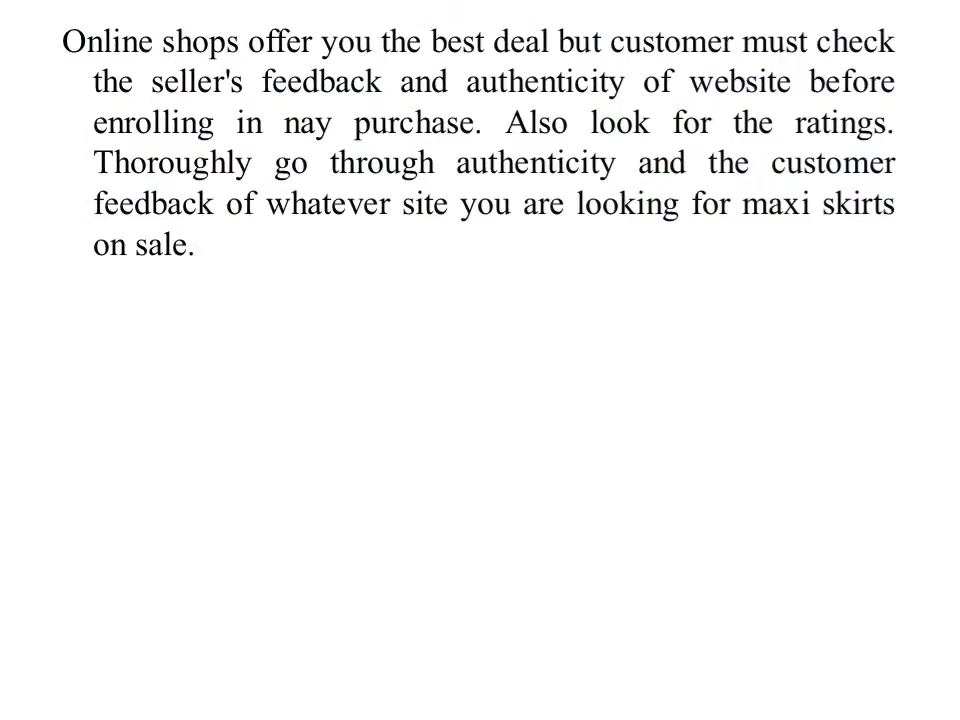 Online shops offer you the best deal but customer must check
the seller's feedback and authenticity of website before
enrolling in nay purchase. Also look for the ratings.
Thoroughly go through authenticity and the customer
feedback of whatever site you are looking for maxi skirts
on sale.